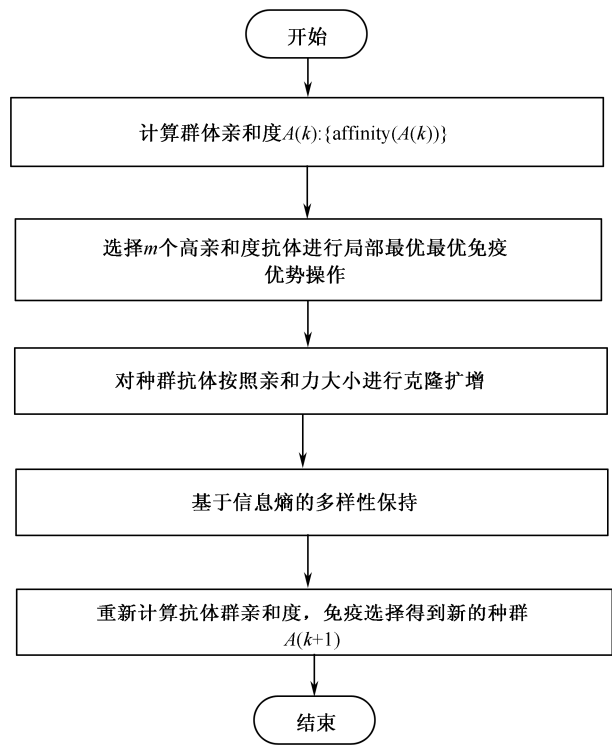 开始
计算群体亲和度A(k):{affinity(A(k))}
选择m个高亲和度抗体进行局部最优最优免疫
优势操作
对种群抗体按照亲和力大小进行克隆扩增
基于信息熵的多样性保持
重新计算抗体群亲和度，免疫选择得到新的种群
A(k+1)
结束